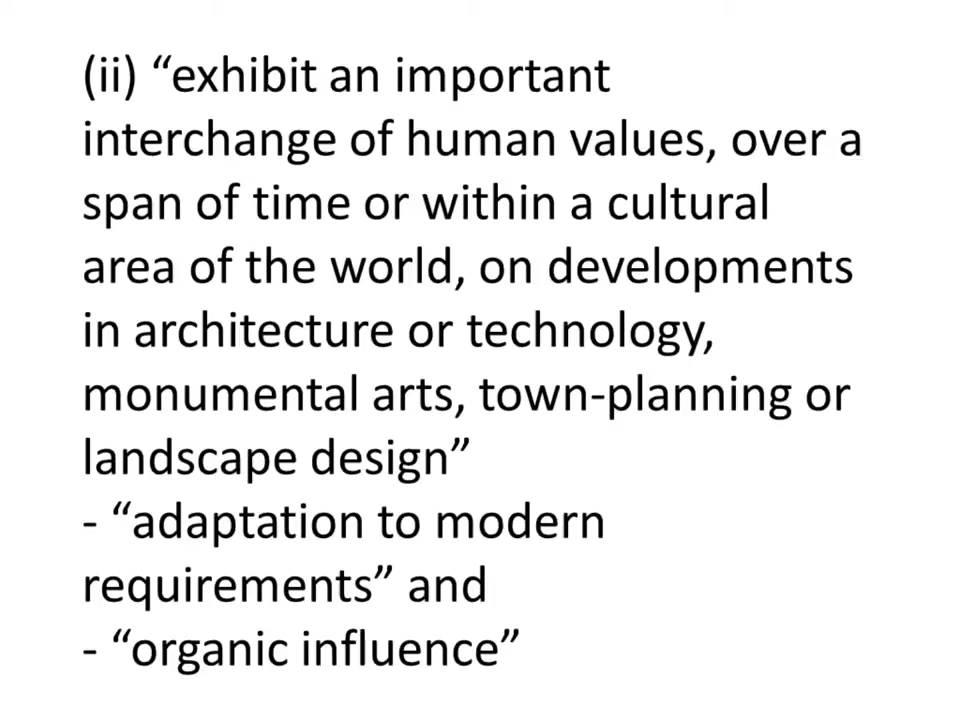 (ii) “exhibit an important
interchange of human values, over a
span of time or within a cultural
area of the world, on developments
in architecture or technology,
monumental arts, town-planning or
landscape design”
- “adaptation to modern
requirements” and
- “organic influence”